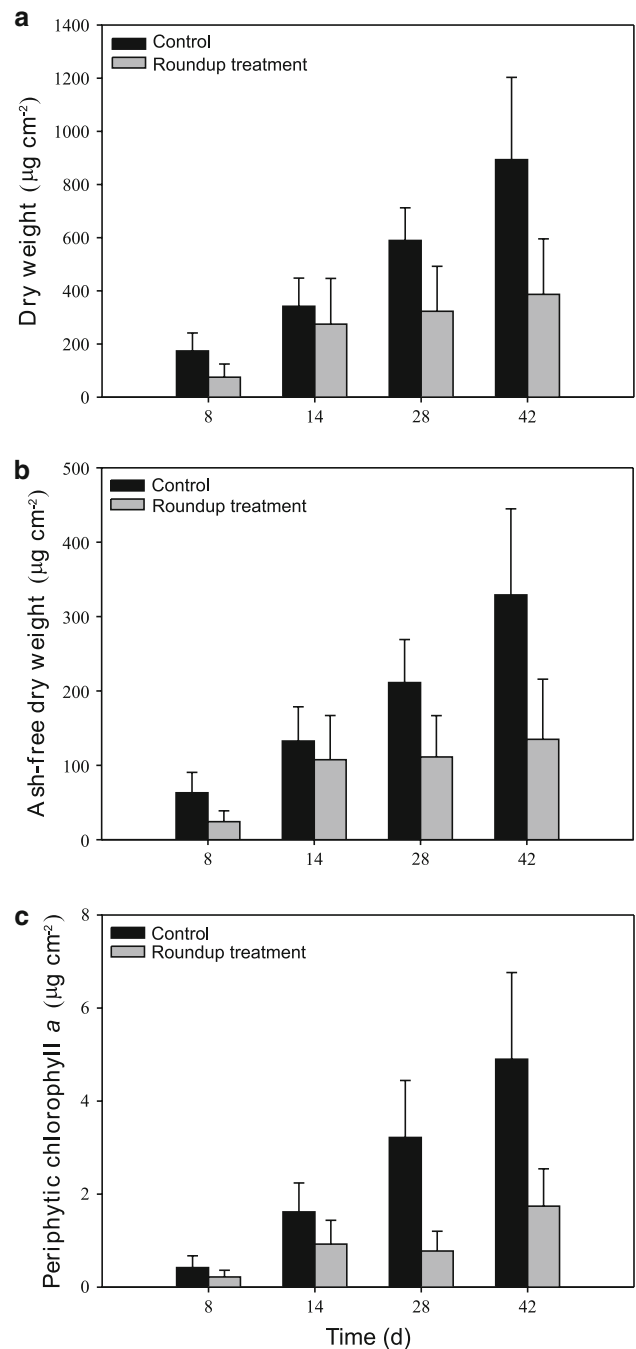 a
Control
Roundup treatment
Dry weight (µg cm-2)
1400
1200
1000
800
600
400
200
0
8 14 28 42
b
Control
Roundup treatment
Ash-free dry weight (µg cm-2)
500
400
300
200
100
0
8 14 28 42
c
Control
Roundup treatment
Periphytic chlorophyll a (µg cm-2)
8
6
4
2
0
8 14 28 42
Time (d)